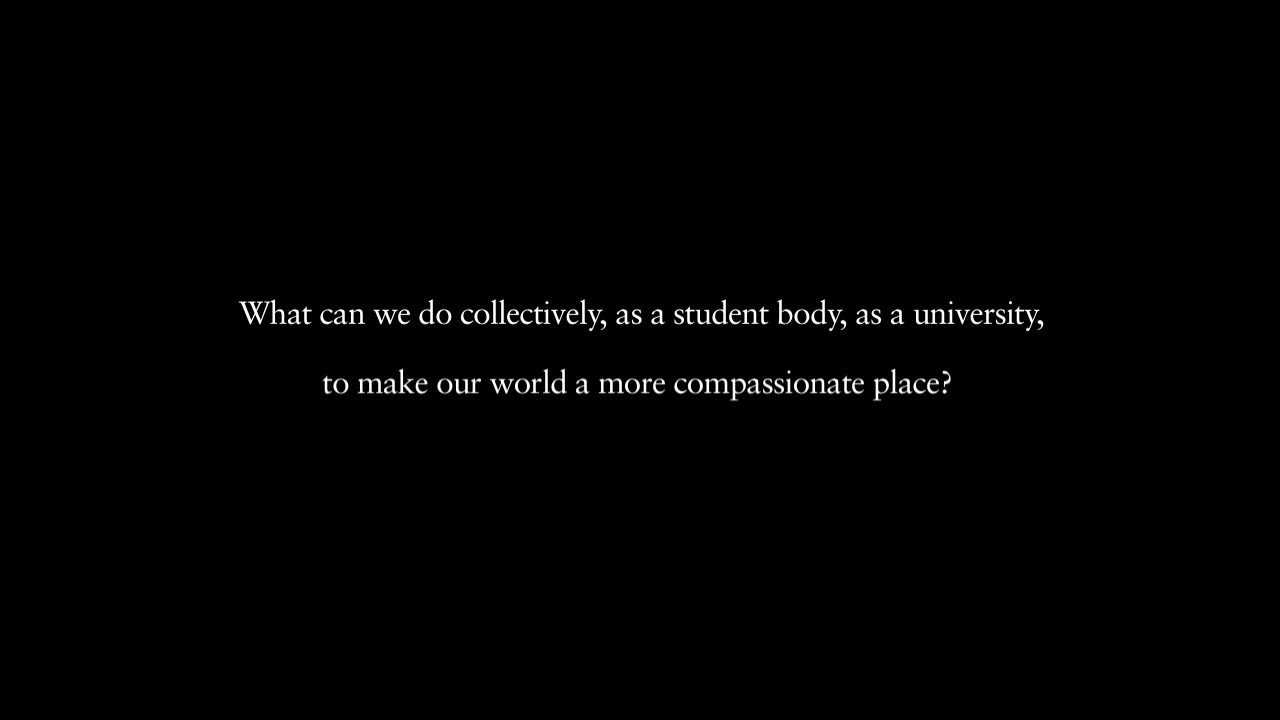 What can we do collectively, as a student body, as a university,
to make our world a more compassionate place?